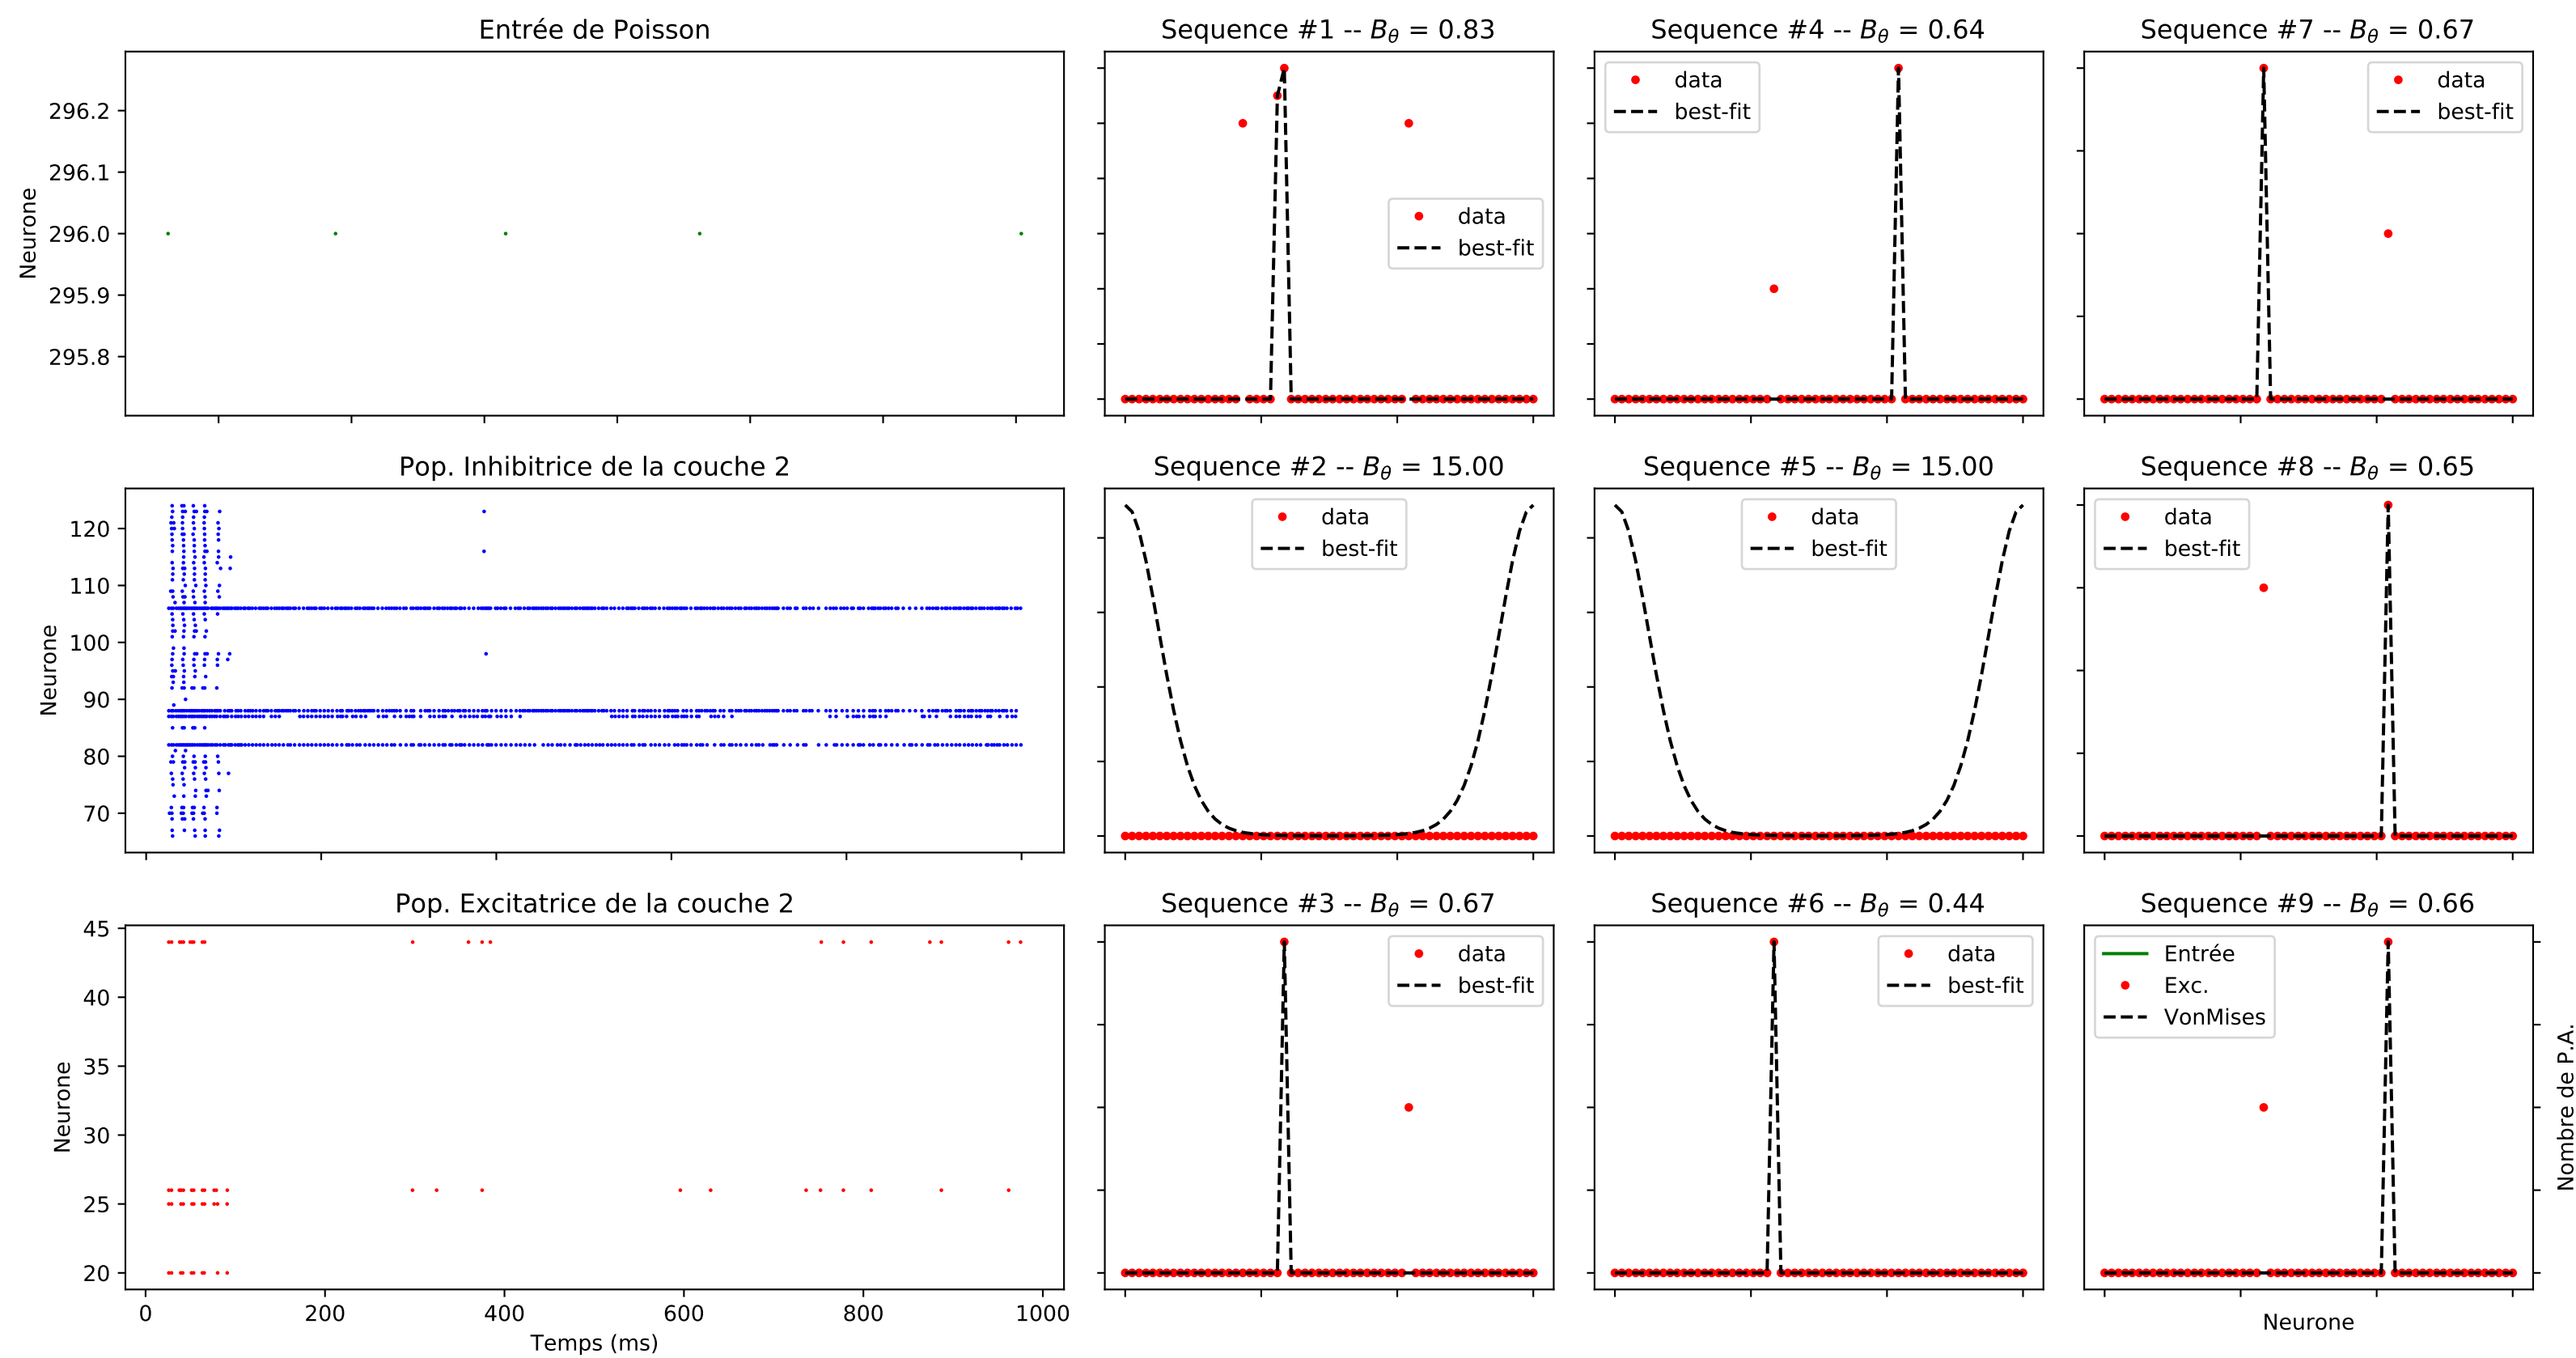 Entrée de Poisson
Neurone
296.2
296.1
296.0
295.9
295.8
Sequence #1 -- Bθ = 0.83
data
best-fit
Sequence #4 -- Bθ = 0.64
data
best-fit
Sequence #7 -- Bθ = 0.67
data
best-fit
Pop. Inhibitrice de la couche 2
Neurone
120
110
100
90
80
70
Sequence #2 -- Bθ = 15.00
data
best-fit
Sequence #5 -- Bθ = 15.00
data
best-fit
Sequence #8 -- Bθ = 0.65
data
best-fit
Pop. Excitatrice de la couche 2
Neurone
45
40
35
30
25
20
0 200 400 600 800 1000
Temps (ms)
Sequence #3 -- Bθ = 0.67
data
best-fit
Sequence #6 -- Bθ = 0.44
data
best-fit
Sequence #9 -- Bθ = 0.66
Entrée
Exc.
VonMises
Neurone
Nombre de P.A.